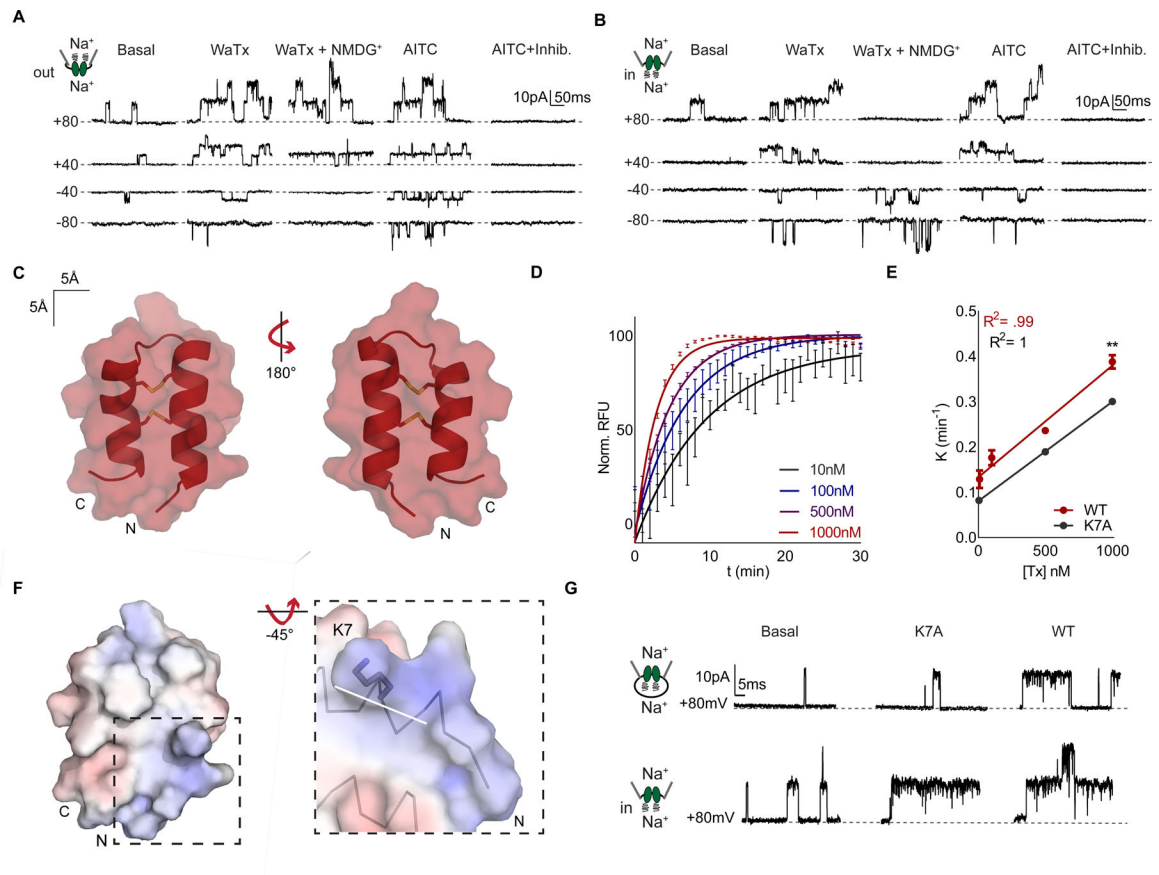 A
Na⁺
Basal
WaTx
WaTx + NMDG⁺
AITC
AITC+Inhib.
out
Na⁺
10pA
50ms
+80
+40
-40
-80
B
Na⁺
Basal
WaTx
WaTx + NMDG⁺
AITC
AITC+Inhib.
in
Na⁺
10pA
50ms
+80
+40
-40
-80
C
5Å
5Å
180°
C
N
C
N
D
Norm. RFU
100
50
0
10nM
100nM
500nM
1000nM
0
10
20
30
t (min)
E
K (min⁻¹)
0.5
0.4
0.3
0.2
0.1
0.0
R²= .99
R²= 1
**
WT
K7A
0
500
1000
[Tx] nM
F
-45°
K7
C
N
N
G
Basal
K7A
WT
Na⁺
Na⁺
10pA
5ms
+80mV
Na⁺
in
Na⁺
+80mV